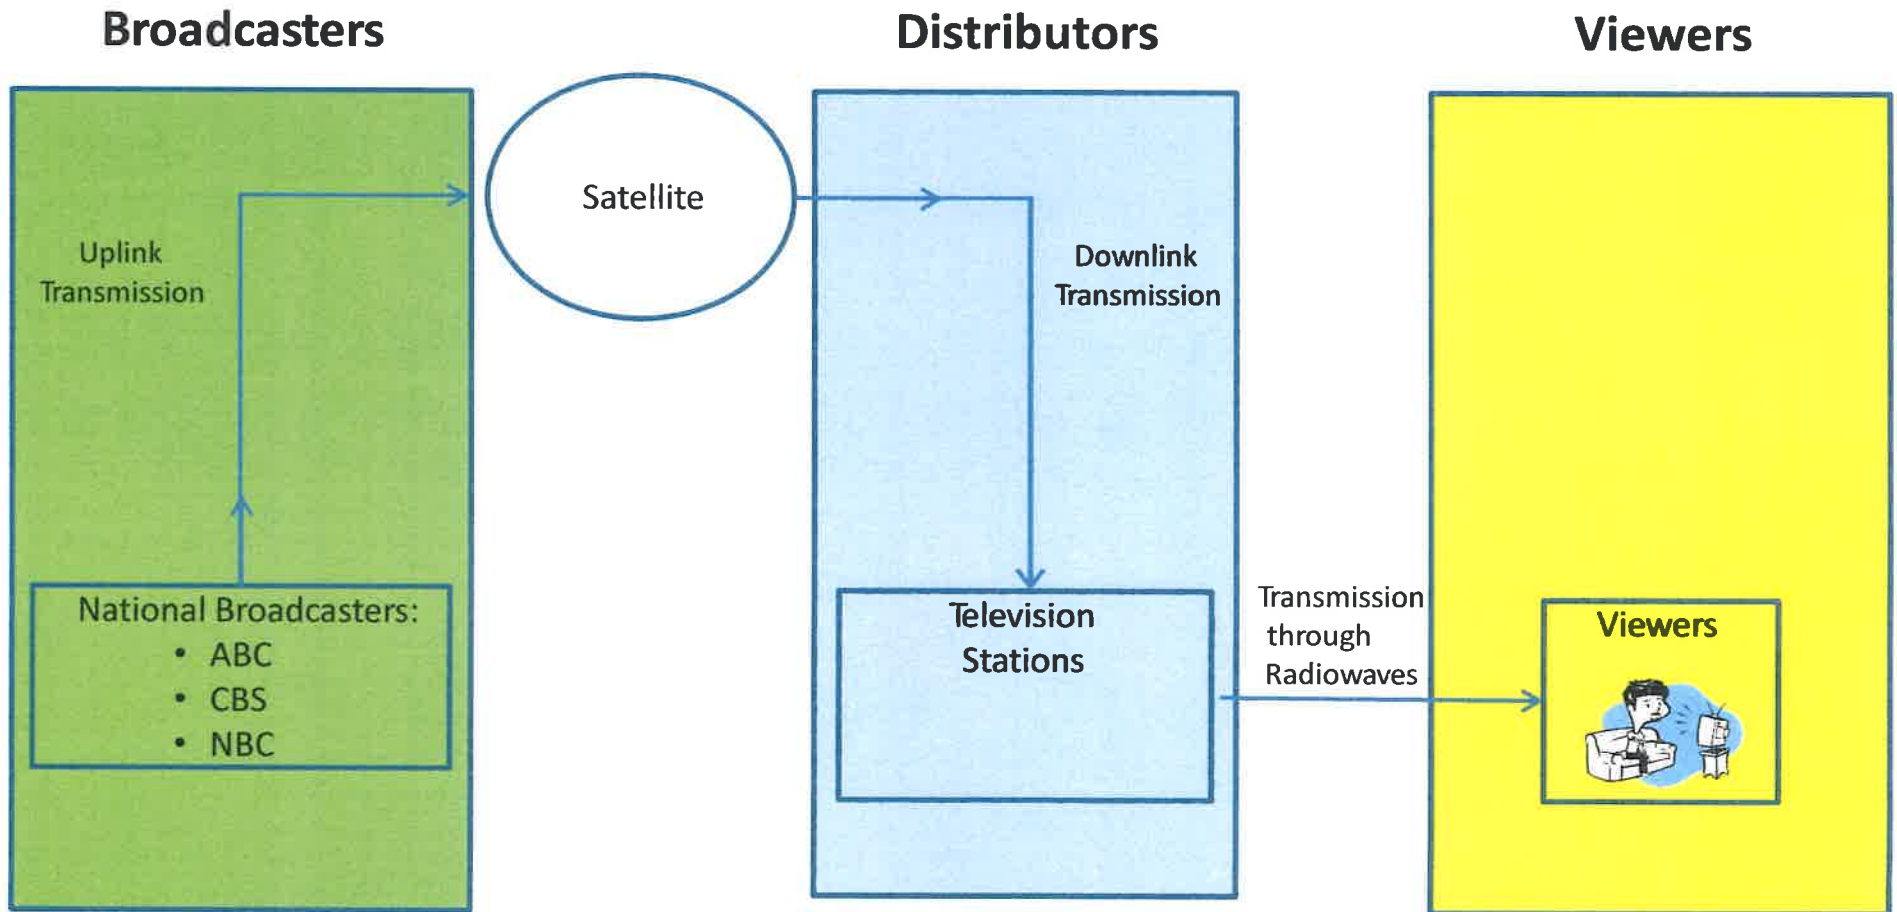 Broadcasters
Distributors
Viewers
Satellite
Uplink
Transmission
Downlink
Transmission
National Broadcasters:
• ABC
• CBS
• NBC
Television
Stations
Transmission
through
Radiowaves
Viewers